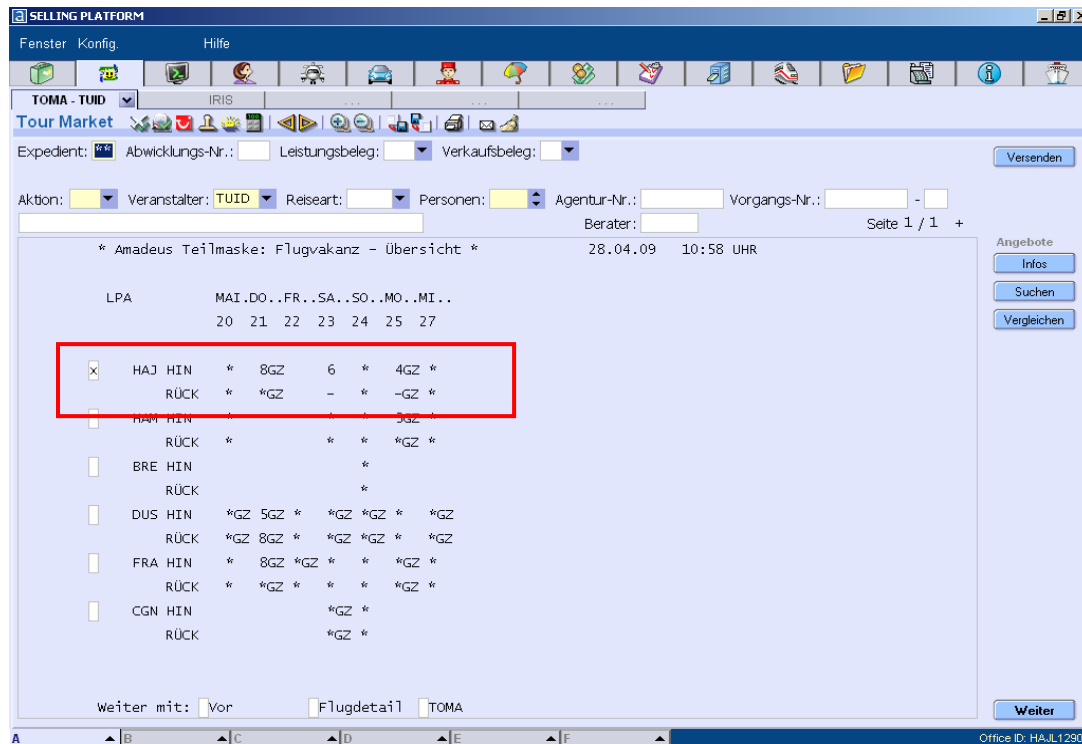 SELLING PLATFORM
Fenster Konfig. Hilfe
TOMA - TUID IRIS ... ... ...
Tour Market
Expedient: ** Abwicklungs-Nr.: Leistungsbeleg: Verkaufsbeleg:
Versenden
Aktion: Veranstalter: TUID Reiseart: Personen: Agentur-Nr.: Vorgangs-Nr.: -
Berater: Seite 1 / 1 +
* Amadeus Teilmaske: Flugvakanz - Übersicht * 28.04.09 10:58 UHR
Angebote
Infos
Suchen
Vergleichen
LPA MAI.DO..FR..SA..SO..MO..MI..
20 21 22 23 24 25 27
x HAJ HIN * 8GZ 6 * 4GZ *
RÜCK * *GZ - * -GZ *
HAM HIN * * * 3GZ *
RÜCK * * * *GZ *
BRE HIN *
RÜCK *
DUS HIN *GZ 5GZ * *GZ *GZ * *GZ
RÜCK *GZ 8GZ * *GZ *GZ * *GZ
FRA HIN * 8GZ *GZ * * *GZ *
RÜCK * *GZ * * * *GZ *
CGN HIN *GZ *
RÜCK *GZ *
Weiter mit: Vor Flugdetail TOMA
Weiter
A B C D E F Office ID: HAJL1290